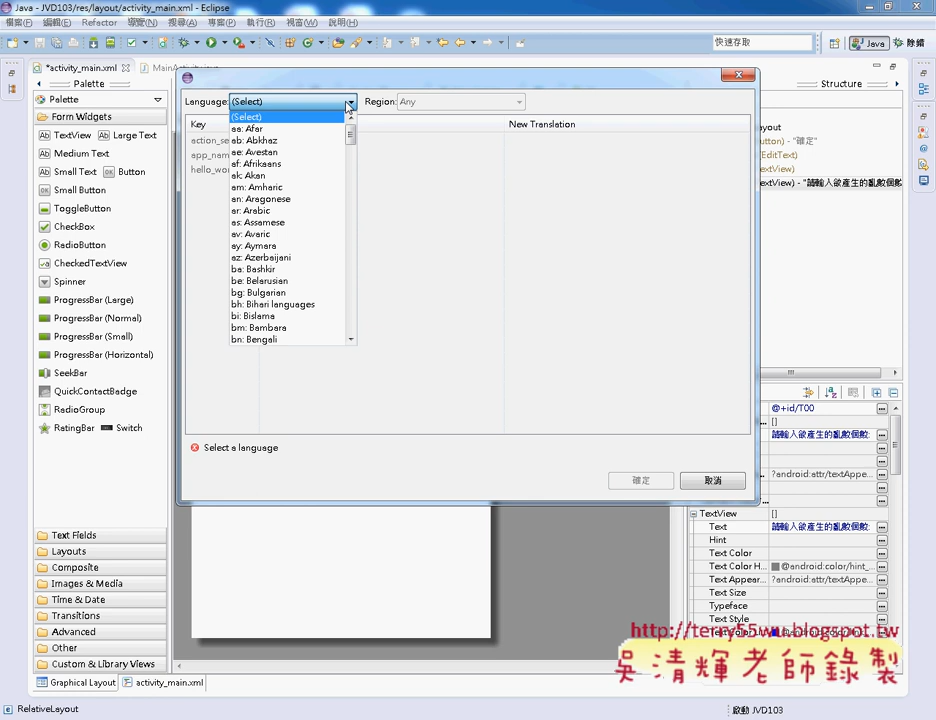 Java - JVD103/res/layout/activity_main.xml - Eclipse
檔案(F) 編輯(E) Refactor 導覽(N) 搜尋(A) 專案(P) 執行(R) 視窗(W) 說明(H)
快速存取
Java
除錯
*activity_main.xml
Palette
Structure
Palette
Form Widgets
TextView Large Text
Medium Text
Small Text Button
Small Button
ToggleButton
CheckBox
RadioButton
CheckedTextView
Spinner
ProgressBar (Large)
ProgressBar (Normal)
ProgressBar (Small)
ProgressBar (Horizontal)
SeekBar
QuickContactBadge
RadioGroup
RatingBar Switch
Text Fields
Layouts
Composite
Images & Media
Time & Date
Transitions
Advanced
Other
Custom & Library Views
Graphical Layout activity_main.xml
RelativeLayout
Language: (Select) Region: Any
Key New Translation
action_se
app_nam
hello_wor
(Select)
aa: Afar
ab: Abkhaz
ae: Avestan
af: Afrikaans
ak: Akan
am: Amharic
an: Aragonese
ar: Arabic
as: Assamese
av: Avaric
ay: Aymara
az: Azerbaijani
ba: Bashkir
be: Belarusian
bg: Bulgarian
bh: Bihari languages
bi: Bislama
bm: Bambara
bn: Bengali
Select a language
確定 取消
ayout
utton) - "確定"
(EditText)
xtView)
extView) - "請輸入欲產生的亂數個數
@+id/T00
[]
請輸入欲產生的亂數個數:
?android:attr/textAppe...
TextView []
Text 請輸入欲產生的亂數個數:
Hint
Text Color
Text Color H... @android:color/hint_...
Text Appear... ?android:attr/textAppe...
Text Size
Typeface
Text Style
http://terry55wu.blogspot.tw
吳清輝老師錄製
啟動 JVD103